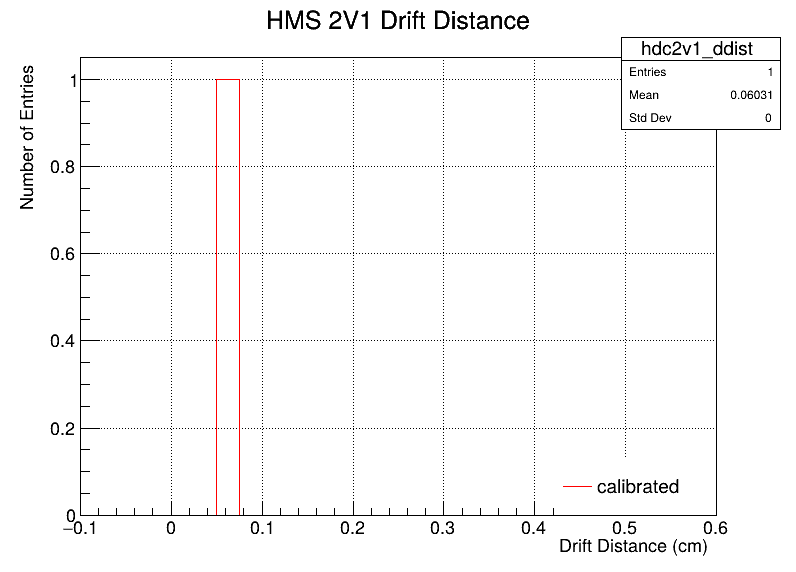 HMS 2V1 Drift Distance
hdc2v1_ddist
Entries 1
Mean 0.06031
Std Dev 0
Number of Entries
1
0.8
0.6
0.4
0.2
0
−0.1 0 0.1 0.2 0.3 0.4 0.5 0.6
calibrated
Drift Distance (cm)